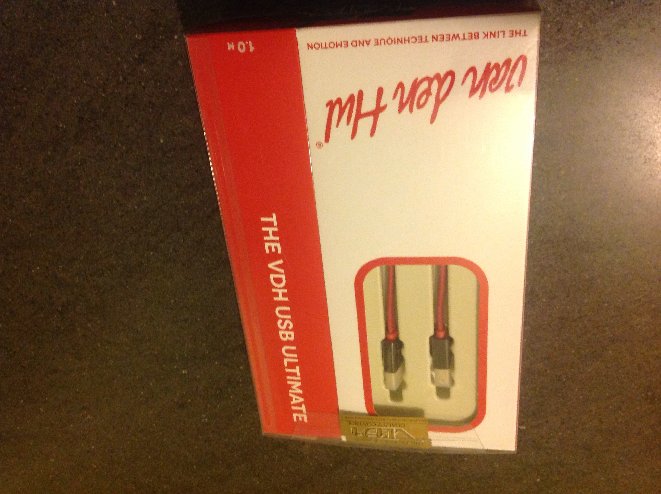 THE LINK BETWEEN TECHNIQUE AND EMOTION
van den Hul®
1.0 M
THE VDH USB ULTIMATE